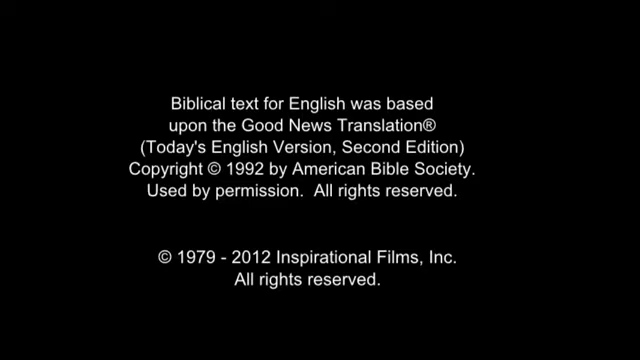 Biblical text for English was based
upon the Good News Translation®
(Today's English Version, Second Edition)
Copyright © 1992 by American Bible Society.
Used by permission.  All rights reserved.
© 1979 - 2012 Inspirational Films, Inc.
All rights reserved.